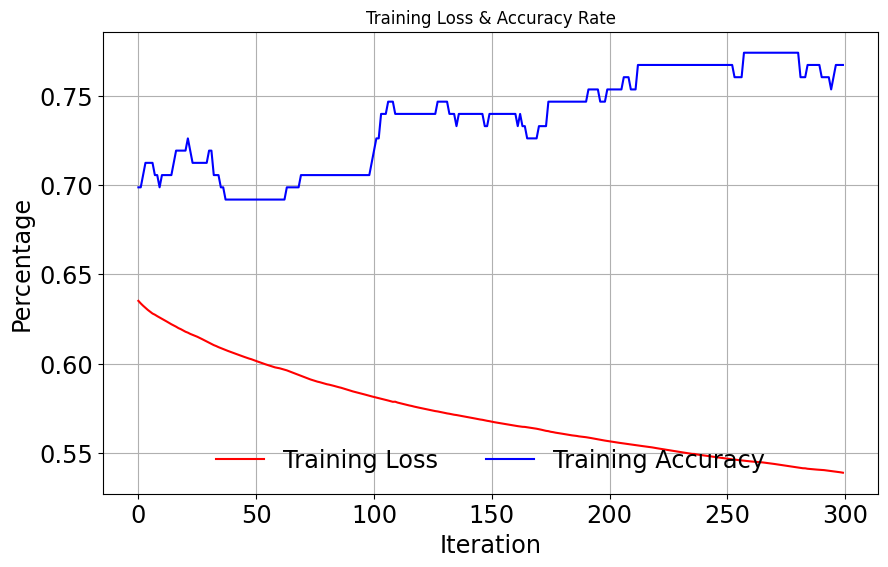 Training Loss & Accuracy Rate
0.75
0.70
0.65
0.60
0.55
Percentage
Training Loss Training Accuracy
0 50 100 150 200 250 300
Iteration